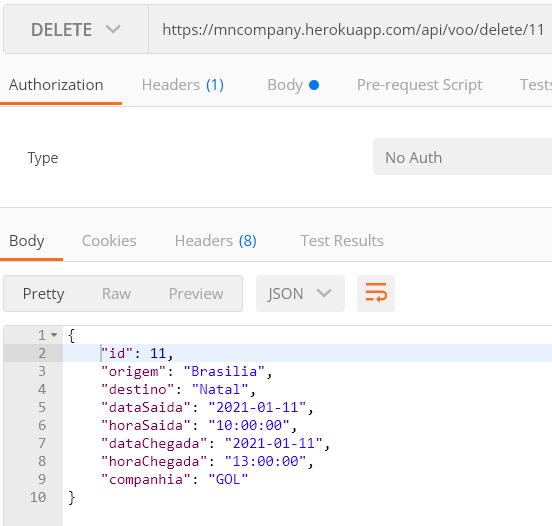 DELETE https://mncompany.herokuapp.com/api/voo/delete/11
Authorization Headers (1) Body Pre-request Script Tests
Type No Auth
Body Cookies Headers (8) Test Results
Pretty Raw Preview JSON
1 {
2 "id": 11,
3 "origem": "Brasilia",
4 "destino": "Natal",
5 "dataSaida": "2021-01-11",
6 "horaSaida": "10:00:00",
7 "dataChegada": "2021-01-11",
8 "horaChegada": "13:00:00",
9 "companhia": "GOL"
10 }